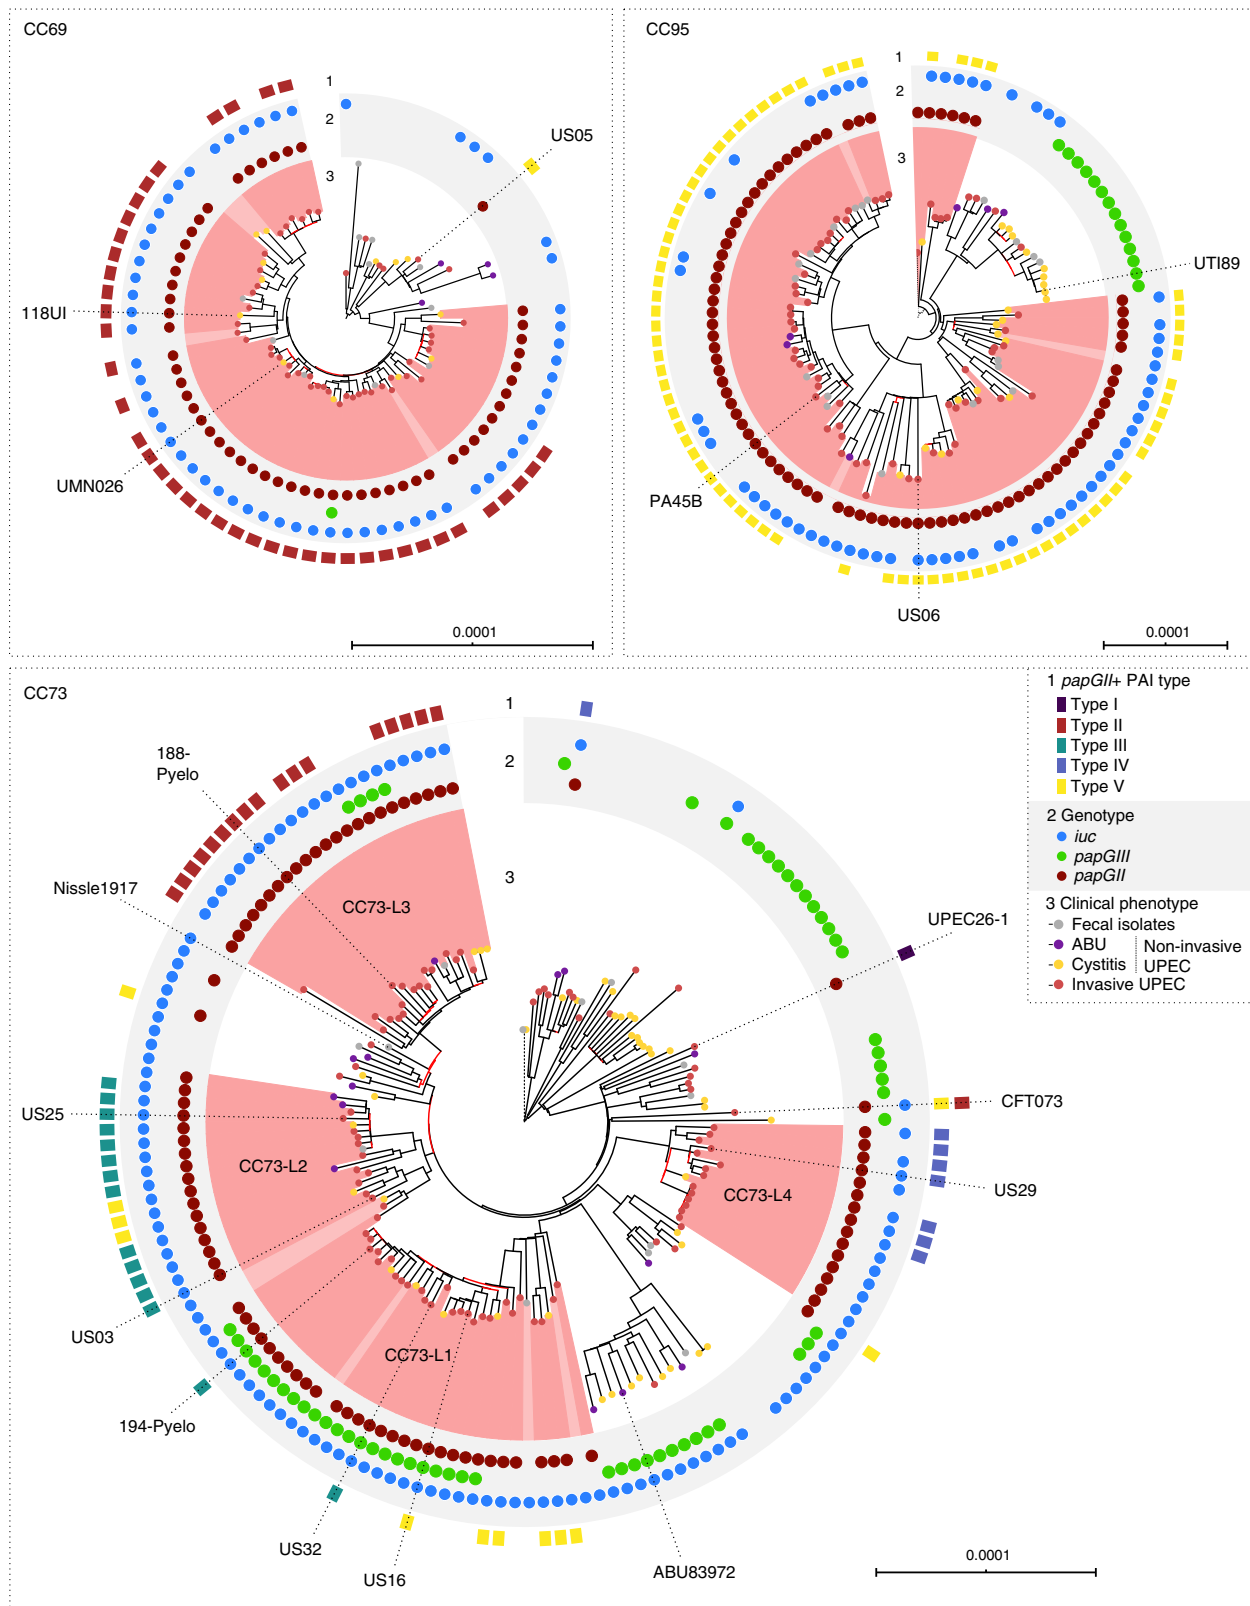 CC69
1
2
3
US05
118UI
UMN026
0.0001
CC95
1
2
3
UTI89
PA45B
US06
0.0001
CC73
1
2
3
188-
Pyelo
Nissle1917
CC73-L3
UPEC26-1
US25
CC73-L2
CFT073
CC73-L4
US29
US03
CC73-L1
194-Pyelo
US32
US16
ABU83972
0.0001
1 papGII+ PAI type
Type I
Type II
Type III
Type IV
Type V
2 Genotype
iuc
papGIII
papGII
3 Clinical phenotype
Fecal isolates
ABU
Cystitis
Non-invasive
UPEC
Invasive UPEC